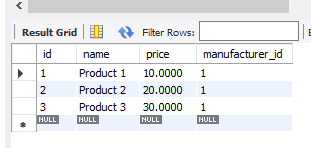 Result Grid Filter Rows:
id name price manufacturer_id
1 Product 1 10.0000 1
2 Product 2 20.0000 1
3 Product 3 30.0000 1
NULL NULL NULL NULL